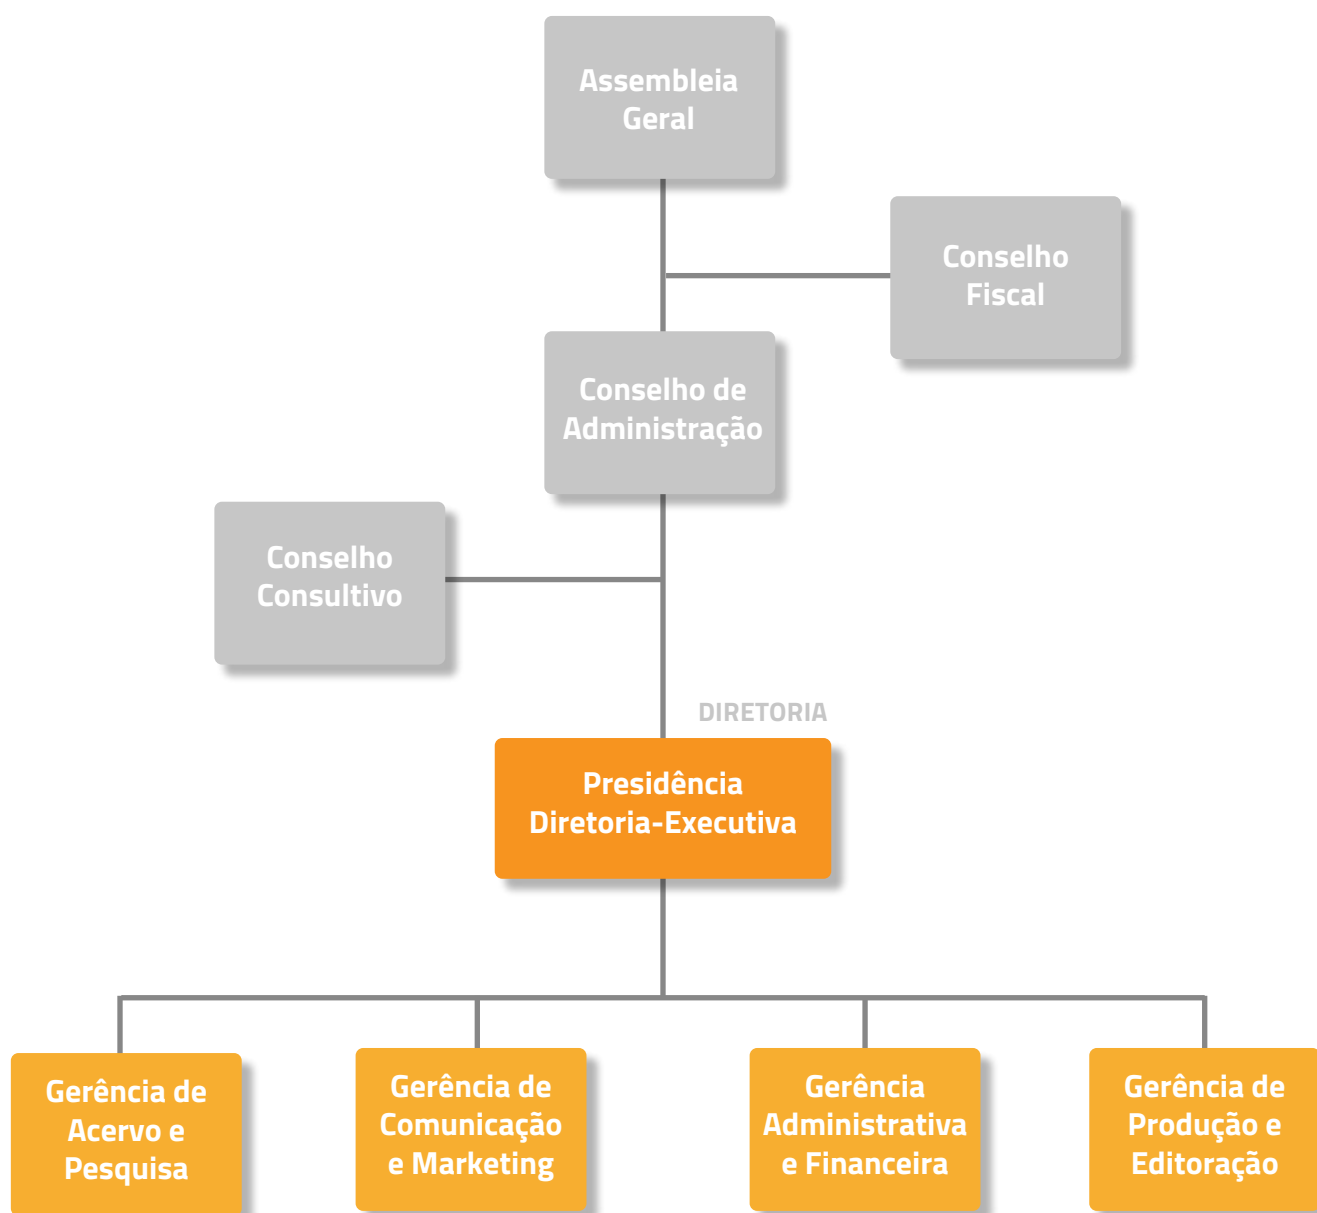 Assembleia
Geral
Conselho
Fiscal
Conselho de
Administração
Conselho
Consultivo
DIRETORIA
Presidência
Diretoria-Executiva
Gerência de
Acervo e
Pesquisa
Gerência de
Comunicação
e Marketing
Gerência
Administrativa
e Financeira
Gerência de
Produção e
Editoração